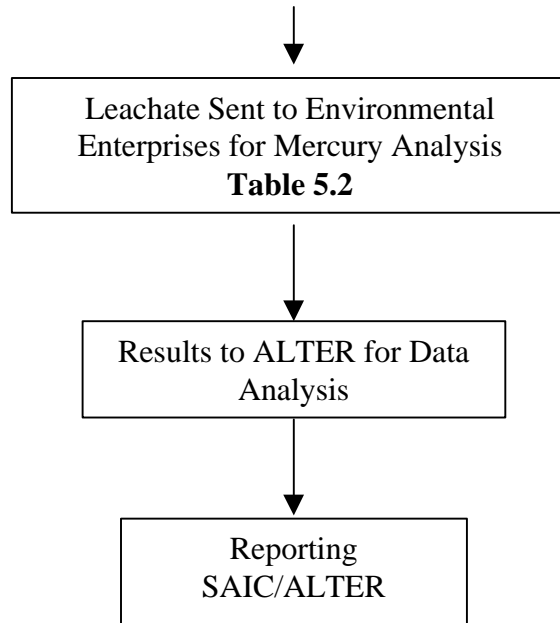 Leachate Sent to Environmental
Enterprises for Mercury Analysis
Table 5.2
Results to ALTER for Data
Analysis
Reporting
SAIC/ALTER